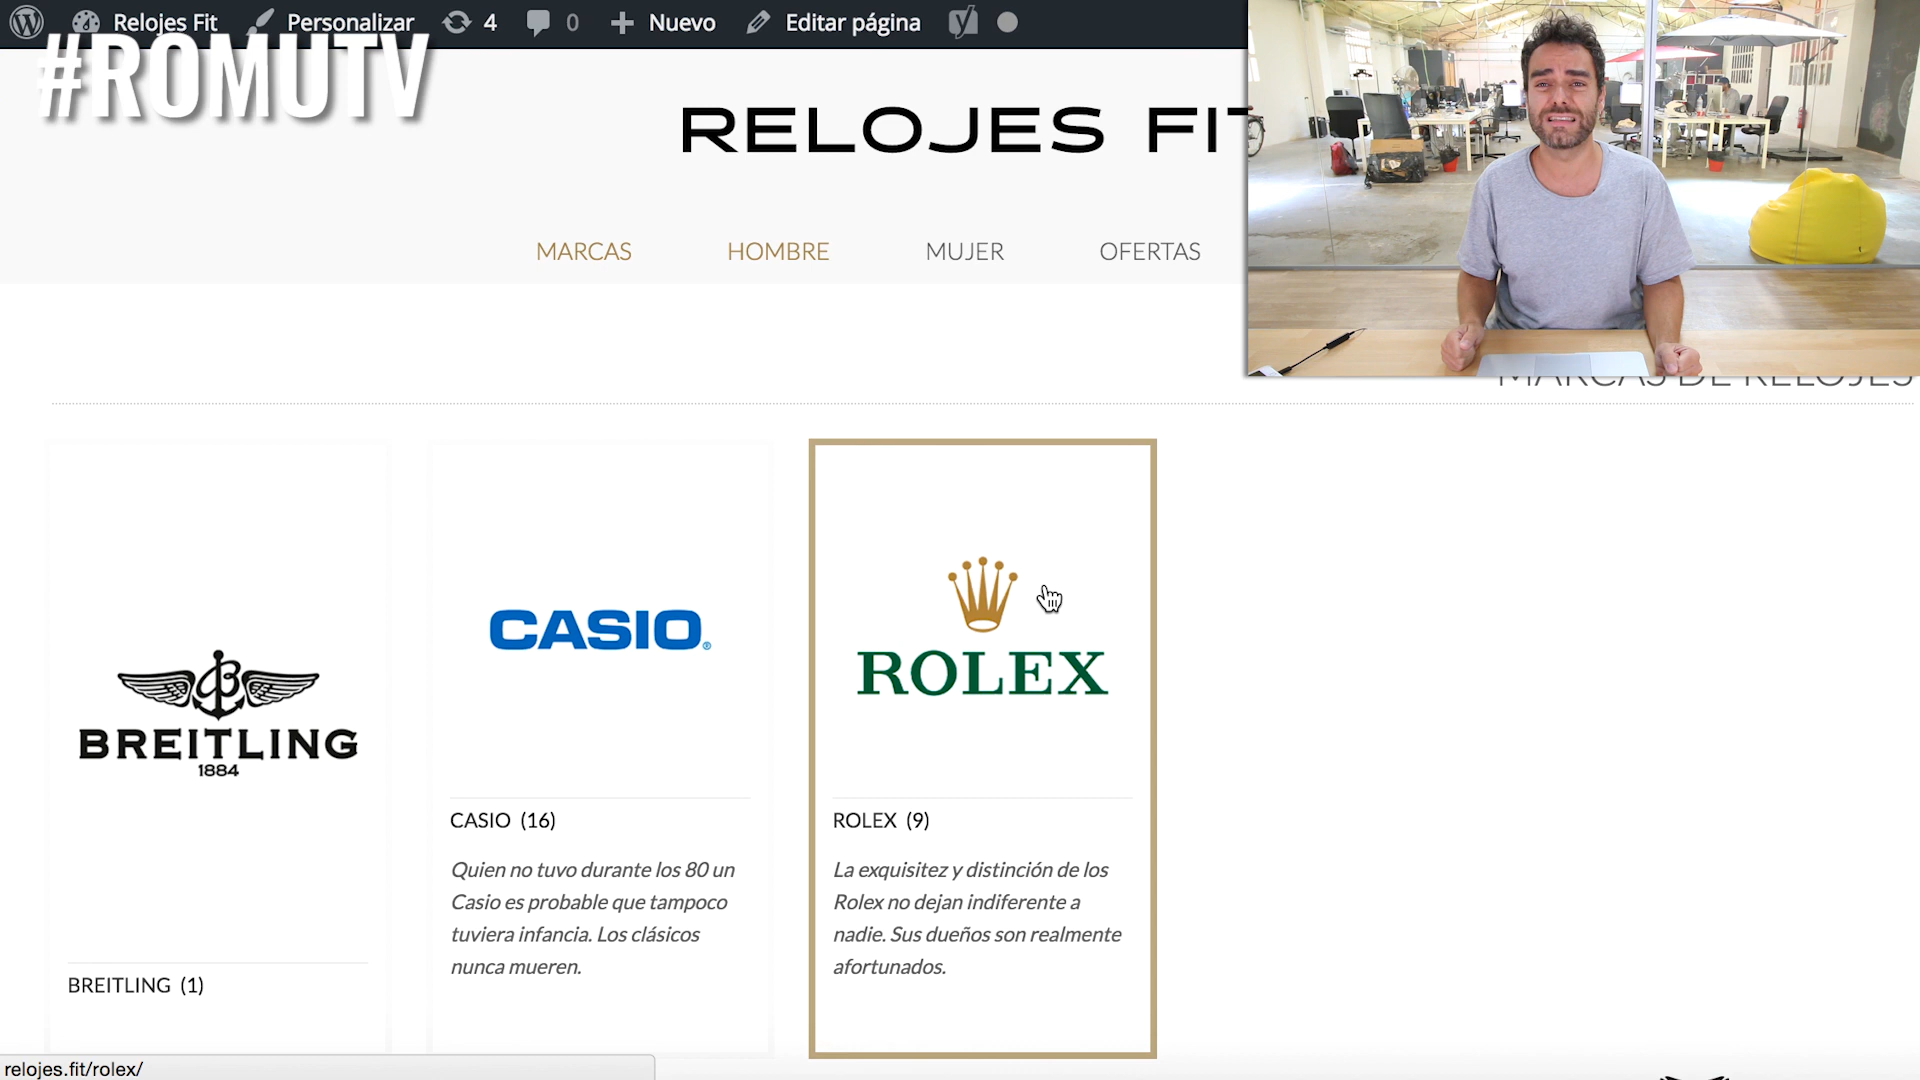 Relojes Fit Personalizar 4 0 Nuevo Editar página
#ROMUTV
RELOJES FIT
MARCAS HOMBRE MUJER OFERTAS
MARCAS DE RELOJES
BREITLING
1884
CASIO
ROLEX
BREITLING (1)
CASIO (16)
Quien no tuvo durante los 80 un
Casio es probable que tampoco
tuviera infancia. Los clásicos
nunca mueren.
ROLEX (9)
La exquisitez y distinción de los
Rolex no dejan indiferente a
nadie. Sus dueños son realmente
afortunados.
relojes.fit/rolex/